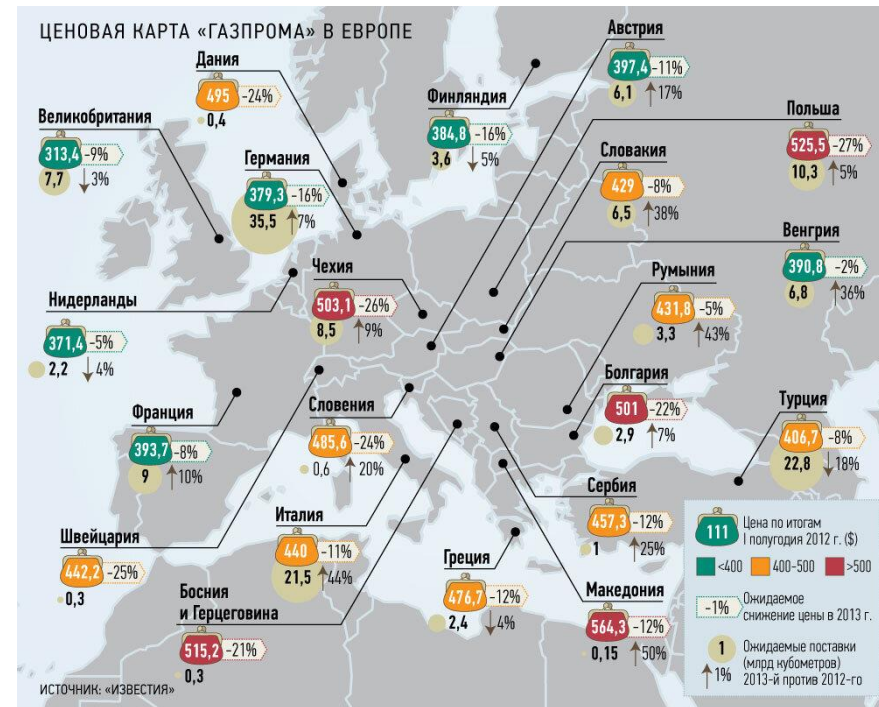 ЦЕНОВАЯ КАРТА «ГАЗПРОМА» В ЕВРОПЕ
Австрия
397,4 -11%
6,1 17%
Дания
495 -24%
0,4
Финляндия
384,8 -16%
3,6 5%
Польша
525,5 -27%
10,3 5%
Великобритания
313,4 -9%
7,7 3%
Германия
379,3 -16%
35,5 7%
Словакия
429 -8%
6,5 38%
Венгрия
390,8 -2%
6,8 36%
Чехия
503,1 -26%
8,5 9%
Румыния
431,8 -5%
3,3 43%
Нидерланды
371,4 -5%
2,2 4%
Болгария
501 -22%
2,9 7%
Турция
406,7 -8%
22,8 18%
Франция
393,7 -8%
9 10%
Словения
485,6 -24%
0,6 20%
Сербия
457,3 -12%
1 25%
Италия
440 -11%
21,5 44%
Швейцария
442,2 -25%
0,3
Греция
476,7 -12%
2,4 4%
Босния
и Герцеговина
515,2 -21%
0,3
Македония
564,3 -12%
0,15 50%
111 Цена по итогам
I полугодия 2012 г. ($)
<400 400-500 >500
-1% Ожидаемое
снижение цены в 2013 г.
1 Ожидаемые поставки
(млрд кубометров)
1% 2013-й против 2012-го
ИСТОЧНИК: «ИЗВЕСТИЯ»